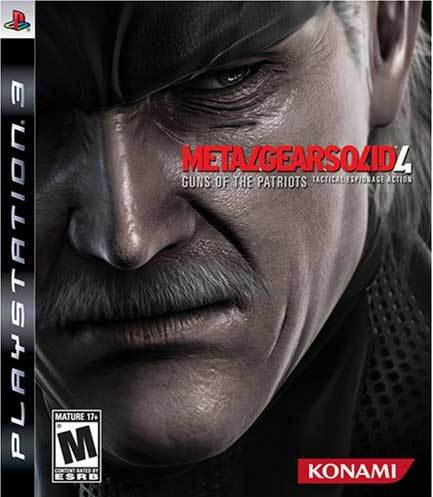 PLAYSTATION 3
METAL GEAR SOLID 4
GUNS OF THE PATRIOTS TACTICAL ESPIONAGE ACTION
MATURE 17+
M
CONTENT RATED BY
ESRB
KONAMI